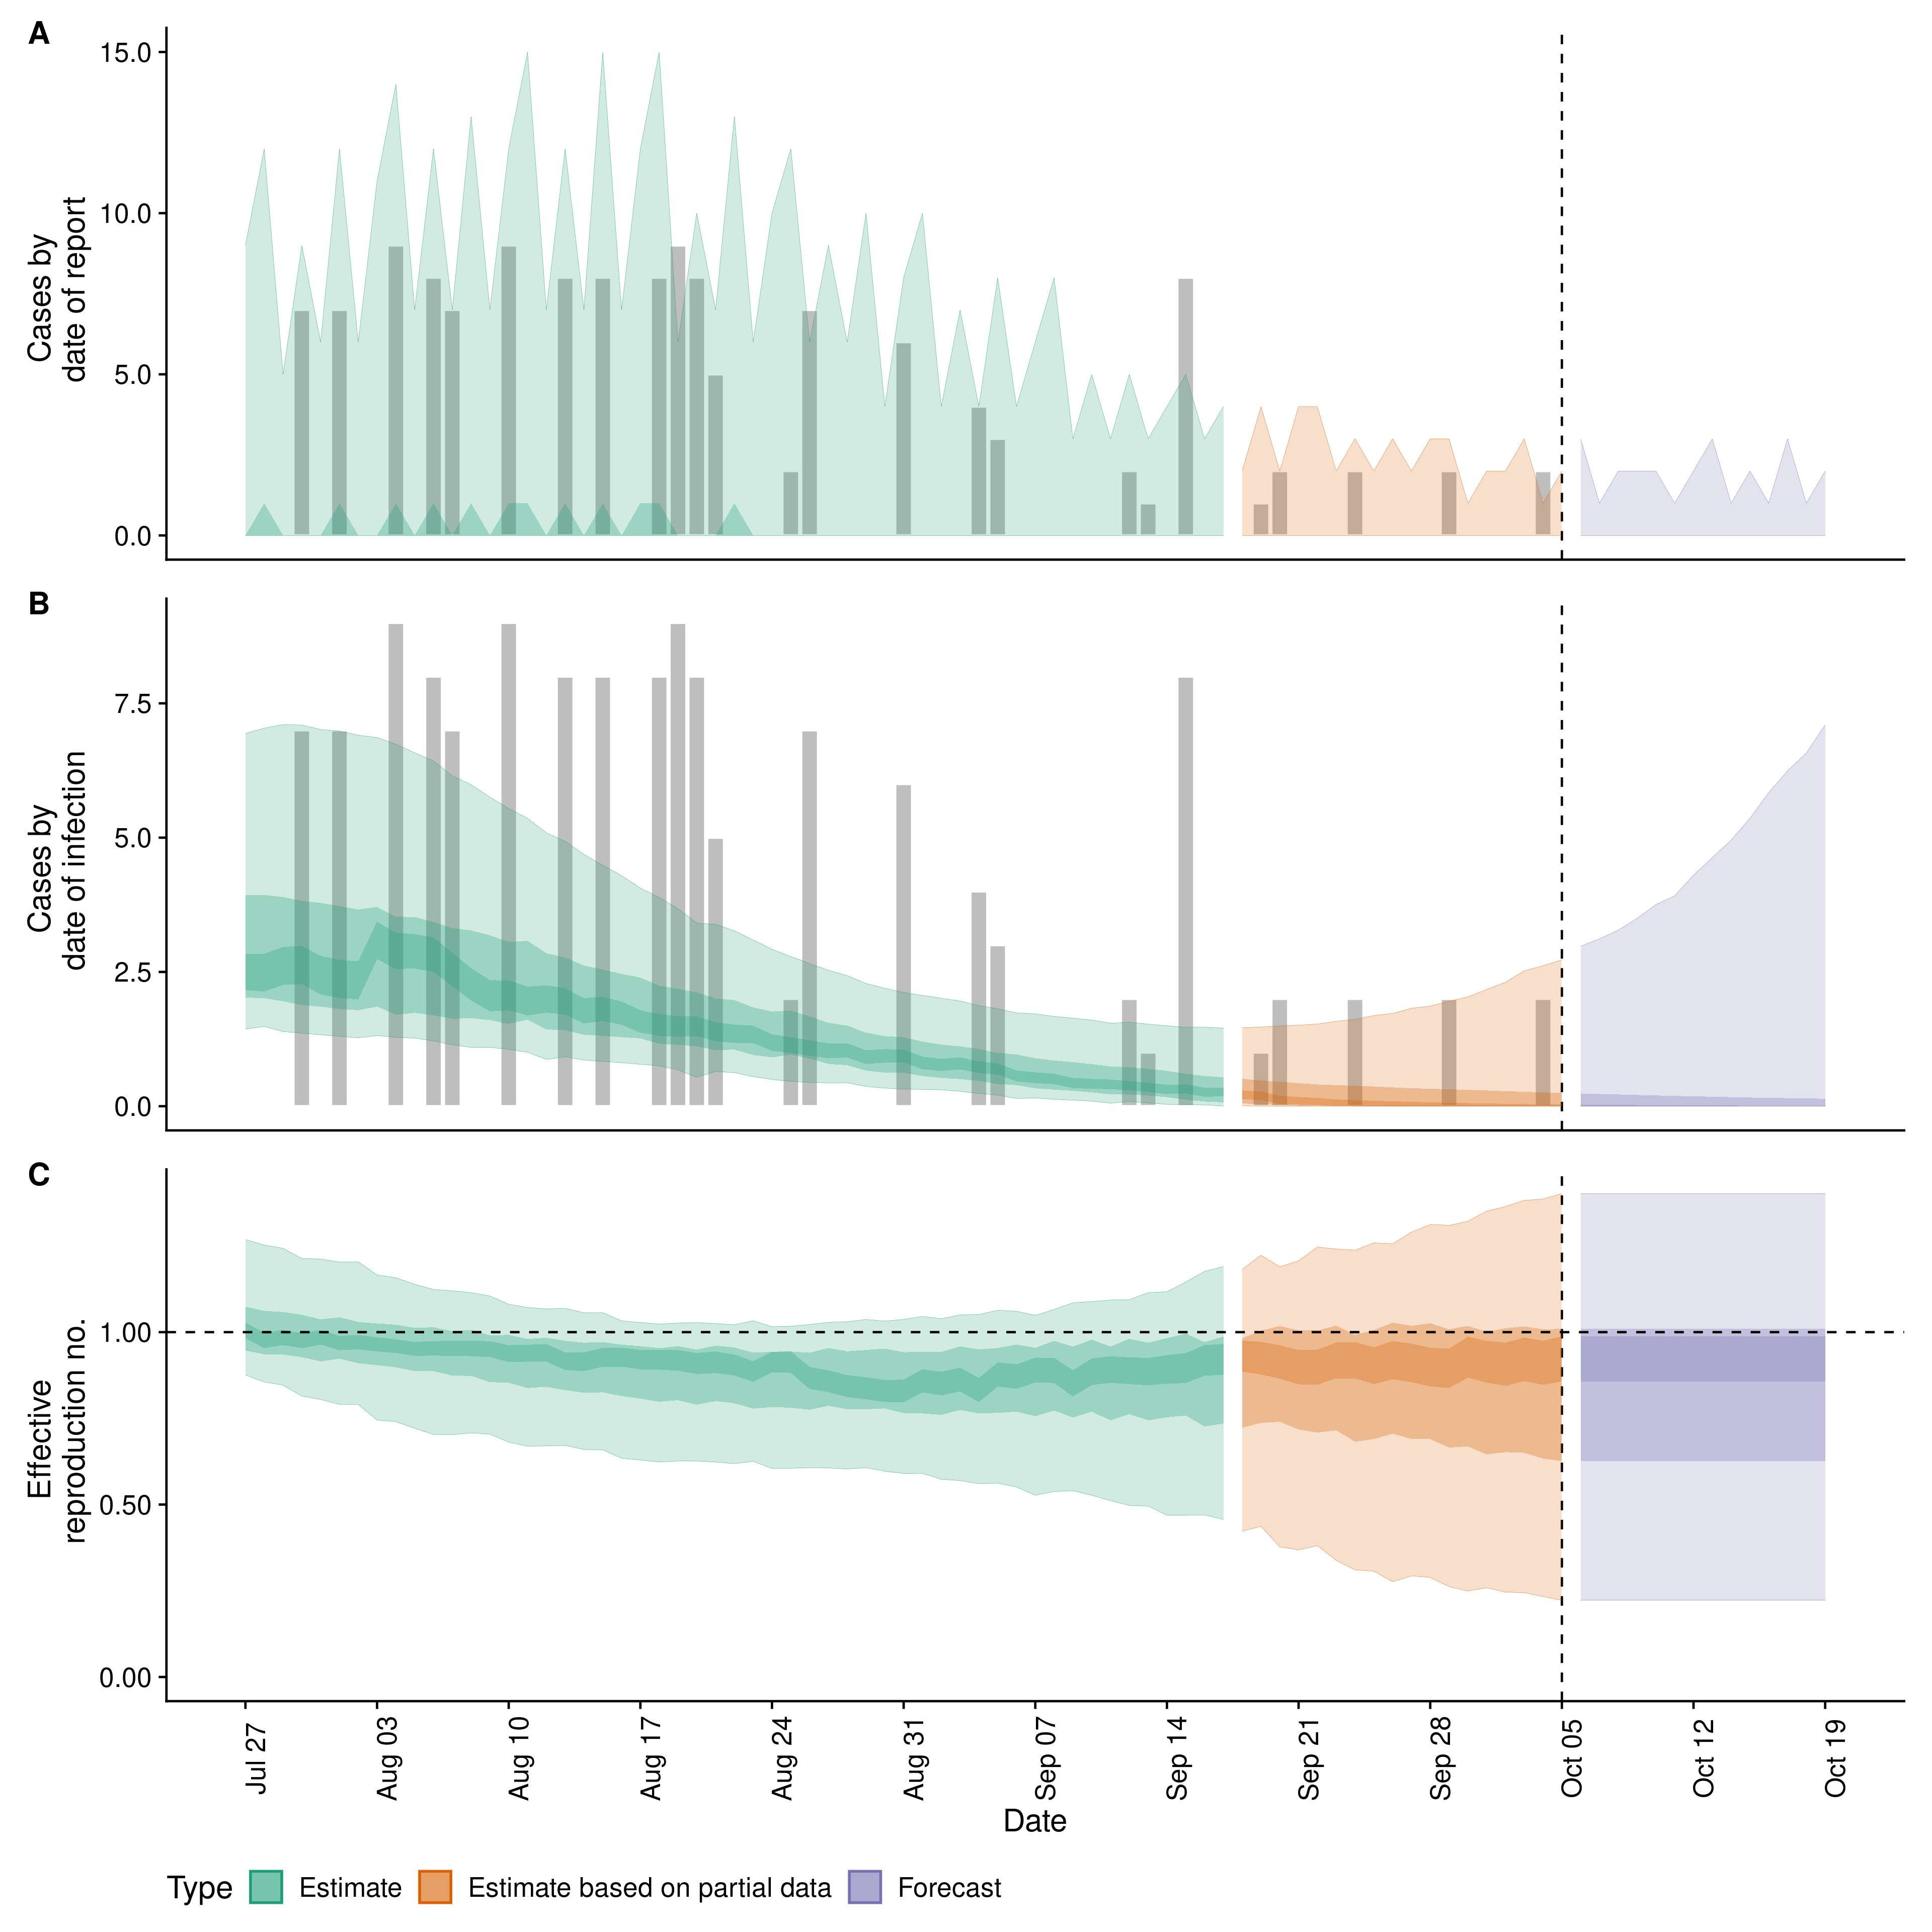 A
Cases by
date of report
15.0
10.0
5.0
0.0
B
Cases by
date of infection
7.5
5.0
2.5
0.0
C
Effective
reproduction no.
1.00
0.50
0.00
Jul 27
Aug 03
Aug 10
Aug 17
Aug 24
Aug 31
Sep 07
Sep 14
Sep 21
Sep 28
Oct 05
Oct 12
Oct 19
Date
Type
Estimate
Estimate based on partial data
Forecast